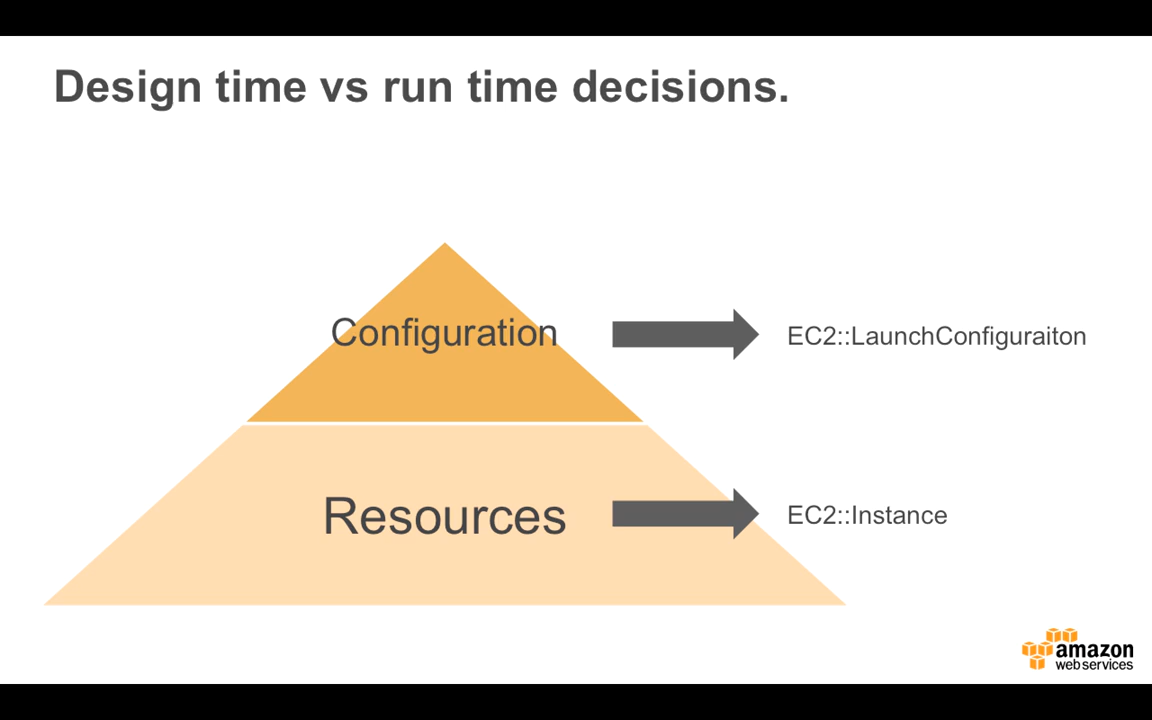 Design time vs run time decisions.
Configuration
EC2::LaunchConfiguraiton
Resources
EC2::Instance
amazon
webservices